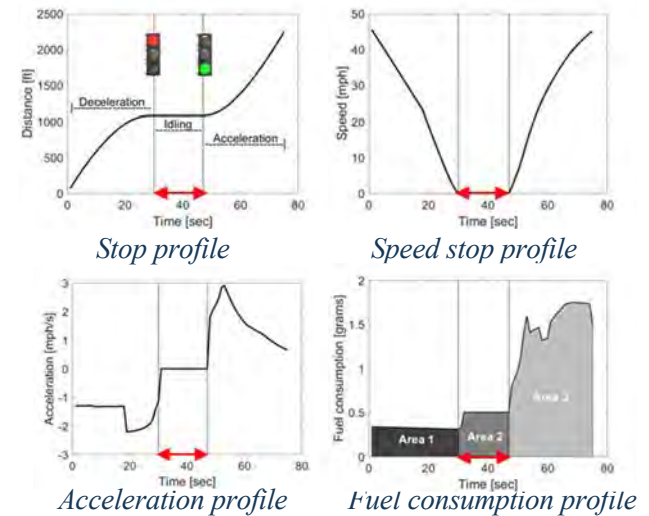 2500
2000
1500
1000
500
0
Distance [ft]
Deceleration
Idling
Acceleration
0 20 40 60 80
Time [sec]
Stop profile
50
40
30
20
10
0
Speed [mph]
0 20 40 60 80
Time [sec]
Speed stop profile
3
2
1
0
-1
-2
-3
Acceleration [mph/s]
0 20 40 60 80
Time [sec]
Acceleration profile
2
1.5
1
0.5
0
Fuel consumption [grams]
Area 1
Area 2
Area 3
0 20 40 60 80
Time [sec]
Fuel consumption profile